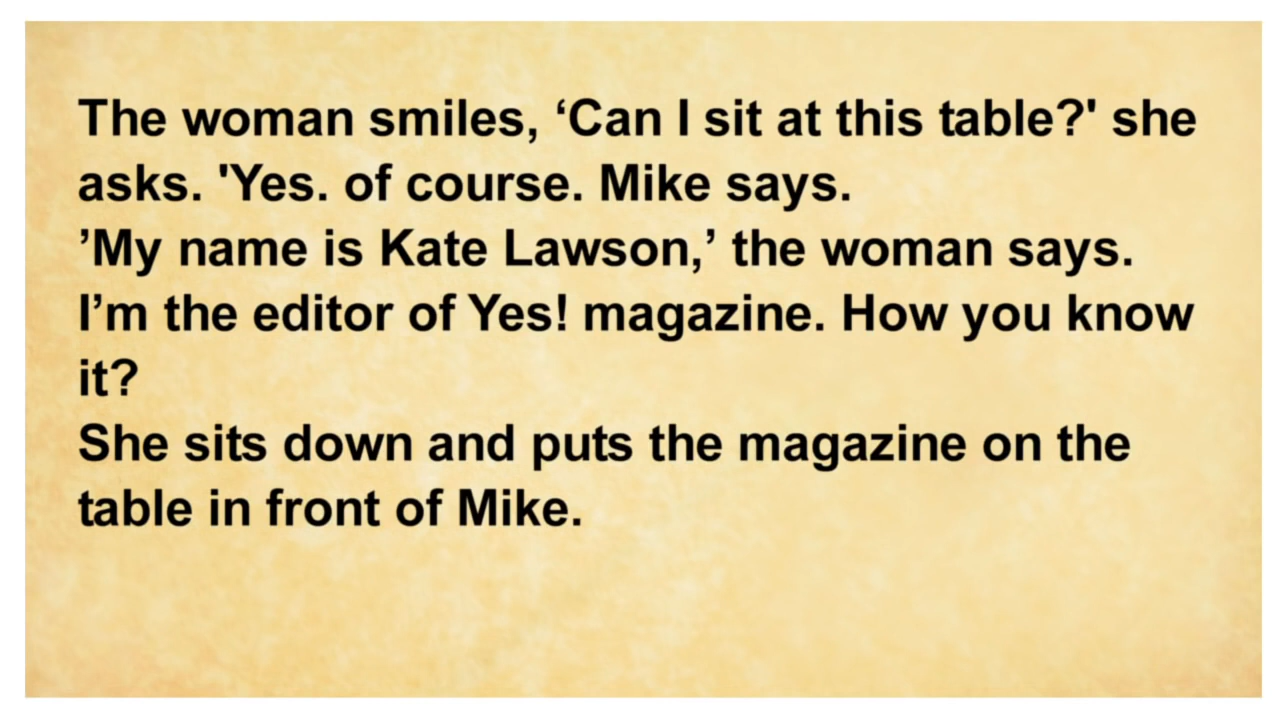 The woman smiles, ‘Can I sit at this table?' she
asks. 'Yes. of course. Mike says.
’My name is Kate Lawson,’ the woman says.
I’m the editor of Yes! magazine. How you know
it?
She sits down and puts the magazine on the
table in front of Mike.